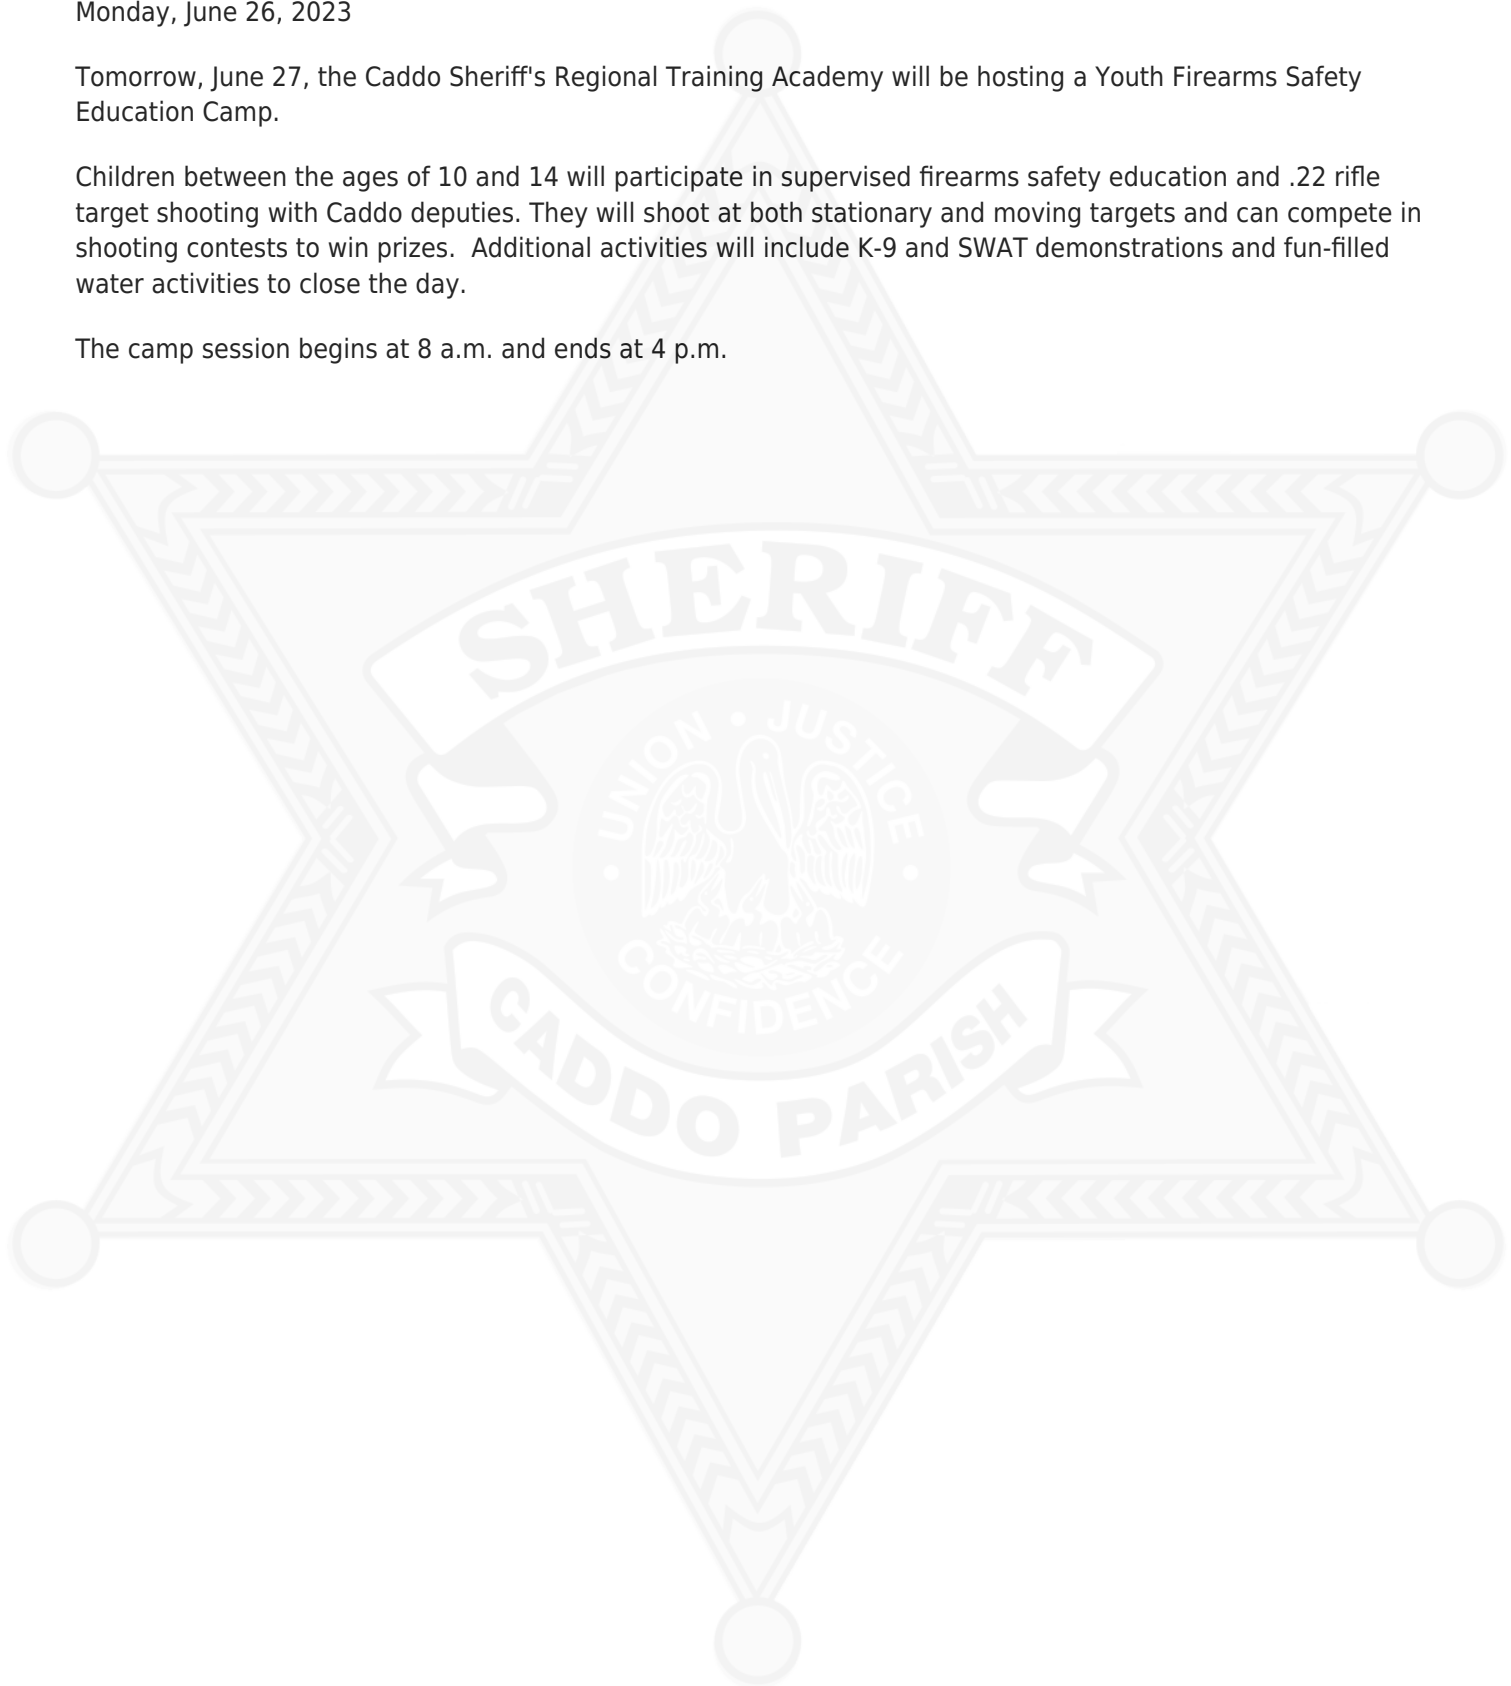 Monday, June 26, 2023
Tomorrow, June 27, the Caddo Sheriff's Regional Training Academy will be hosting a Youth Firearms Safety
Education Camp.
Children between the ages of 10 and 14 will participate in supervised firearms safety education and .22 rifle
target shooting with Caddo deputies. They will shoot at both stationary and moving targets and can compete in
shooting contests to win prizes.  Additional activities will include K-9 and SWAT demonstrations and fun-filled
water activities to close the day.
The camp session begins at 8 a.m. and ends at 4 p.m.
SHERIFF
UNION • JUSTICE
• CONFIDENCE •
CADDO PARISH